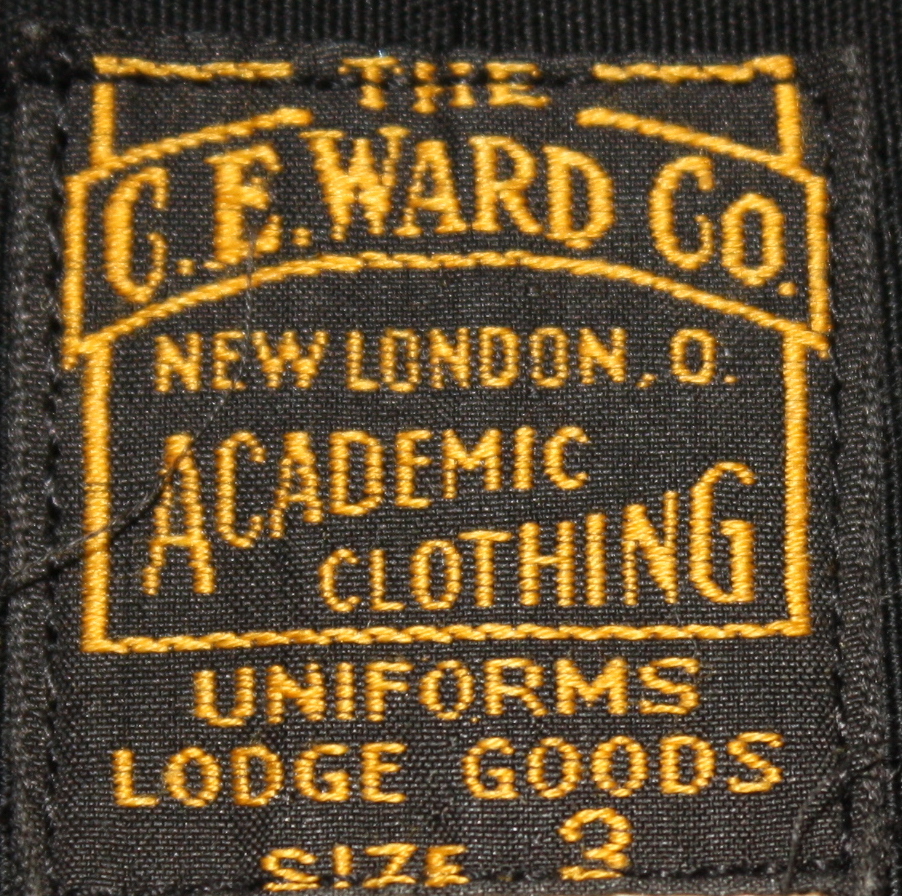 THE
C.E. WARD CO.
NEW LONDON, O.
ACADEMIC
CLOTHING
UNIFORMS
LODGE GOODS
SIZE 3